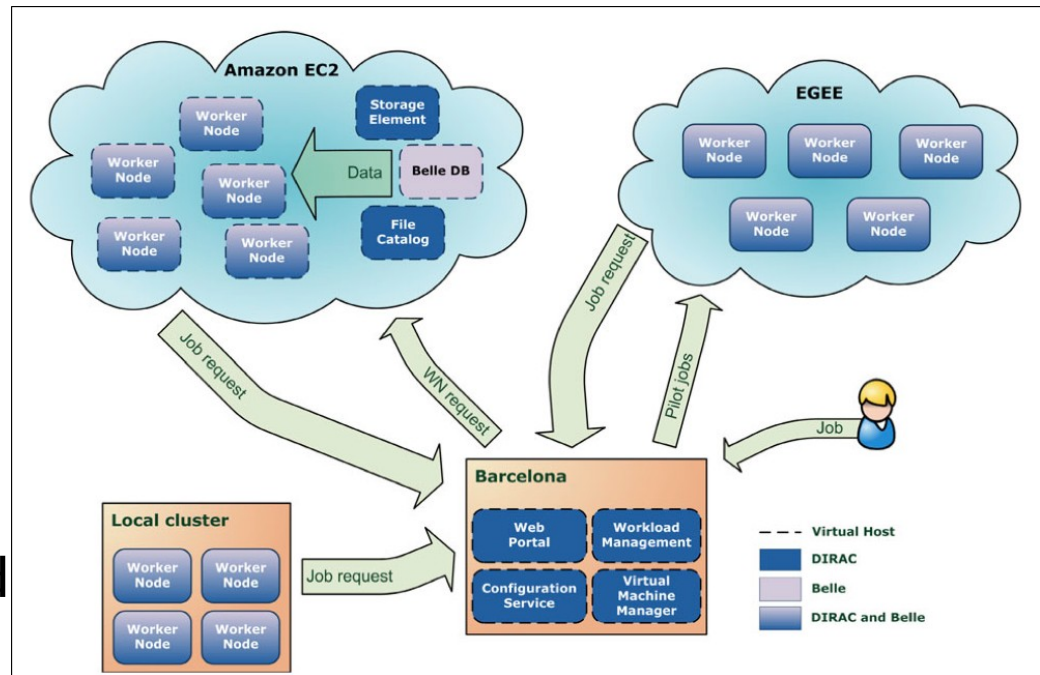 Amazon EC2
Storage
Element
Worker
Node
Worker
Node
Data
Belle DB
Worker
Node
File
Catalog
Worker
Node
Worker
Node
EGEE
Worker
Node
Worker
Node
Worker
Node
Worker
Node
Worker
Node
Job request
WN request
Job request
Pilot jobs
Job
Local cluster
Worker
Node
Worker
Node
Worker
Node
Worker
Node
Job request
Barcelona
Web
Portal
Workload
Management
Configuration
Service
Virtual
Machine
Manager
Virtual Host
DIRAC
Belle
DIRAC and Belle